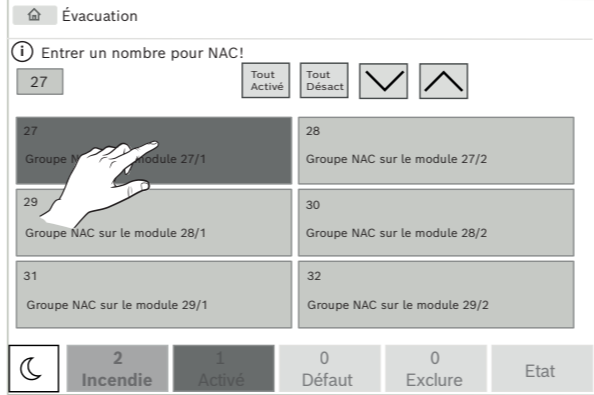 Évacuation
i Entrer un nombre pour NAC!
27 Tout Activé Tout Désact
27 28
Groupe N module 27/1 Groupe NAC sur le module 27/2
29 30
Groupe NAC sur le module 28/1 Groupe NAC sur le module 28/2
31 32
Groupe NAC sur le module 29/1 Groupe NAC sur le module 29/2
2 1 0 0
Incendie Activé Défaut Exclure Etat